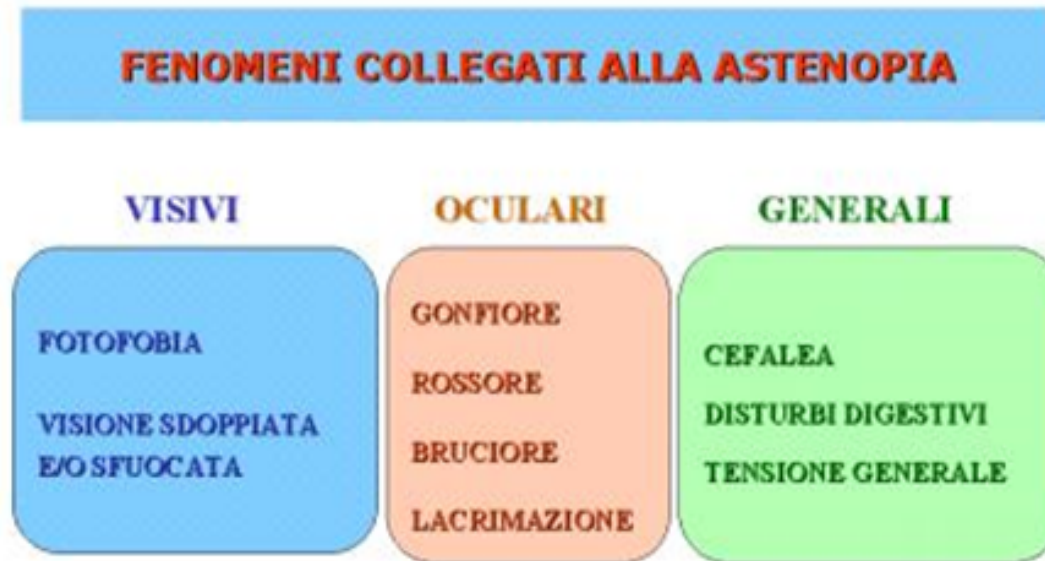 FENOMENI COLLEGATI ALLA ASTENOPIA
VISIVI
FOTOFOBIA
VISIONE SDOPPIATA
E/O SFUOCATA
OCULARI
GONFIORE
ROSSORE
BRUCIORE
LACRIMAZIONE
GENERALI
CEFALEA
DISTURBI DIGESTIVI
TENSIONE GENERALE